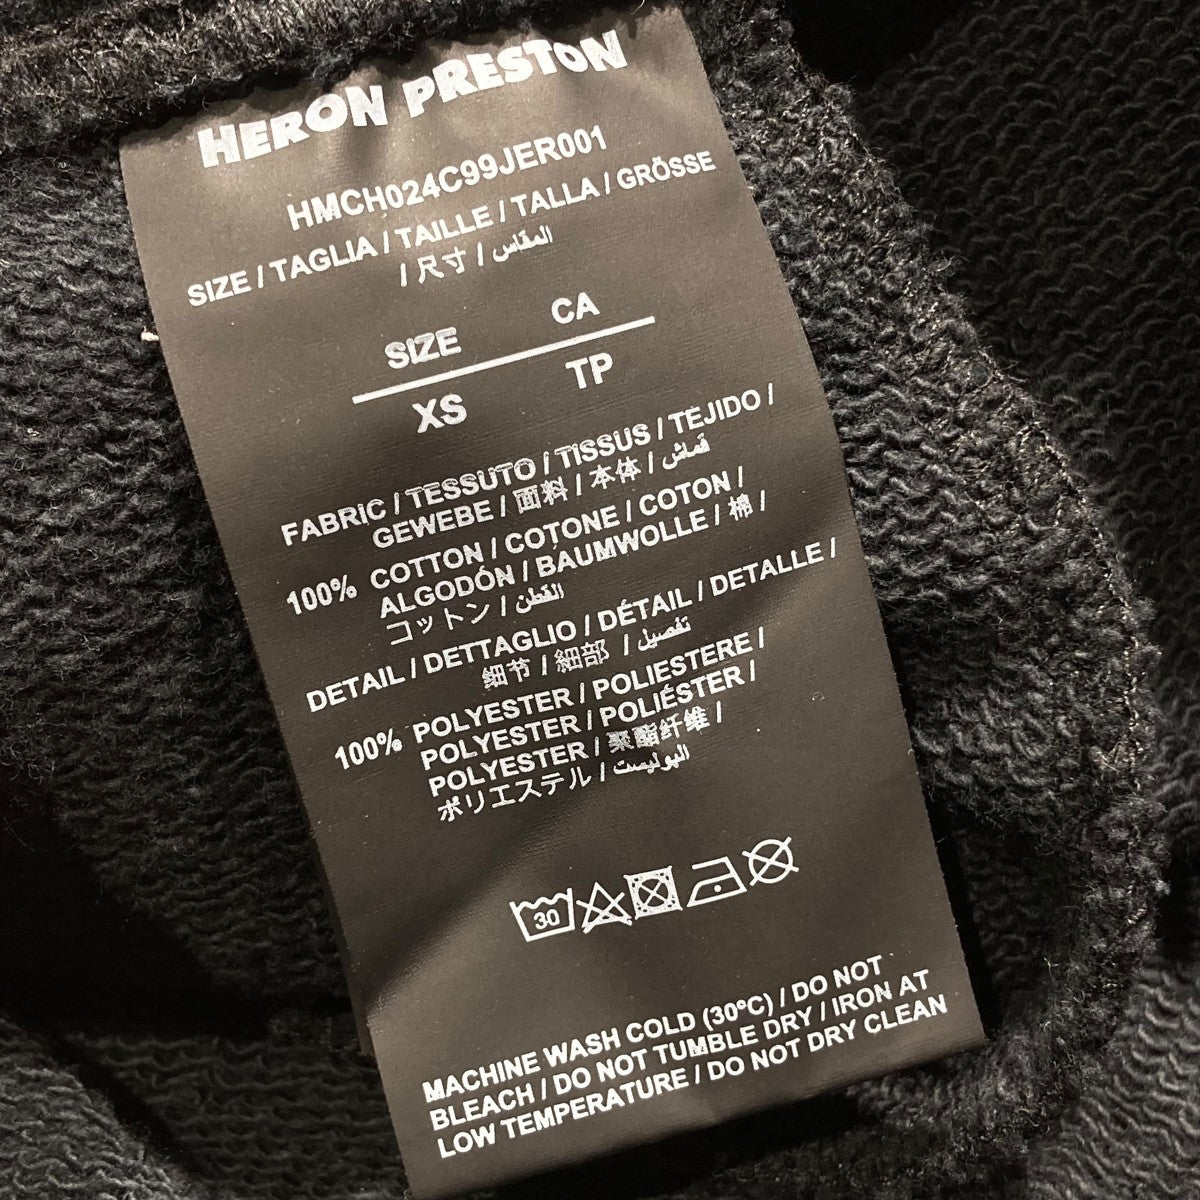 HERON PRESTON
HMCH024C99JER001
SIZE / TAGLIA / TAILLE / TALLA / GRÖSSE
/ 尺寸 / المقاس
SIZE CA
XS TP
FABRIC / TESSUTO / TISSUS / TEJIDO /
GEWEBE / 面料 / 本体 / قماش
100% COTTON / COTONE / COTON /
ALGODÓN / BAUMWOLLE / 棉 /
コットン / القطن
DETAIL / DETTAGLIO / DÉTAIL / DETALLE /
细节 / 細部 / تفصيل
100% POLYESTER / POLIESTERE /
POLYESTER / POLIÉSTER /
POLYESTER / 聚酯纤维 /
ポリエステル / البوليست
30
MACHINE WASH COLD (30ºC) / DO NOT
BLEACH / DO NOT TUMBLE DRY / IRON AT
LOW TEMPERATURE / DO NOT DRY CLEAN